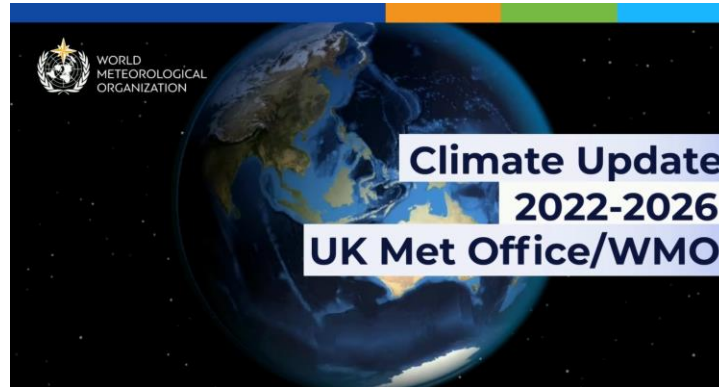 WORLD
METEOROLOGICAL
ORGANIZATION
Climate Update
2022-2026
UK Met Office/WMO